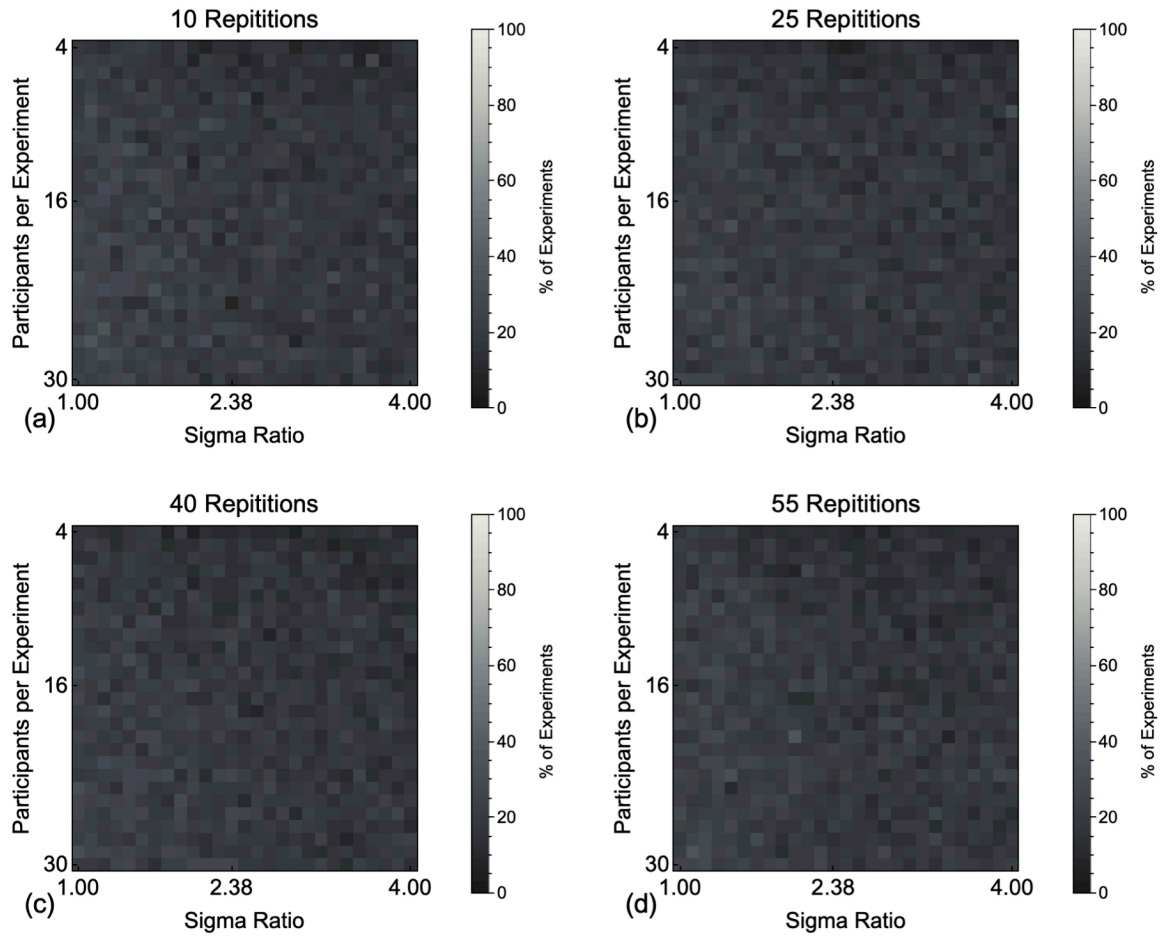 10 Repititions
4
16
30
Participants per Experiment
1.00 2.38 4.00
Sigma Ratio
(a)
100
80
60
40
20
0
% of Experiments
25 Repititions
4
16
30
Participants per Experiment
1.00 2.38 4.00
Sigma Ratio
(b)
100
80
60
40
20
0
% of Experiments
40 Repititions
4
16
30
Participants per Experiment
1.00 2.38 4.00
Sigma Ratio
(c)
100
80
60
40
20
0
% of Experiments
55 Repititions
4
16
30
Participants per Experiment
1.00 2.38 4.00
Sigma Ratio
(d)
100
80
60
40
20
0
% of Experiments